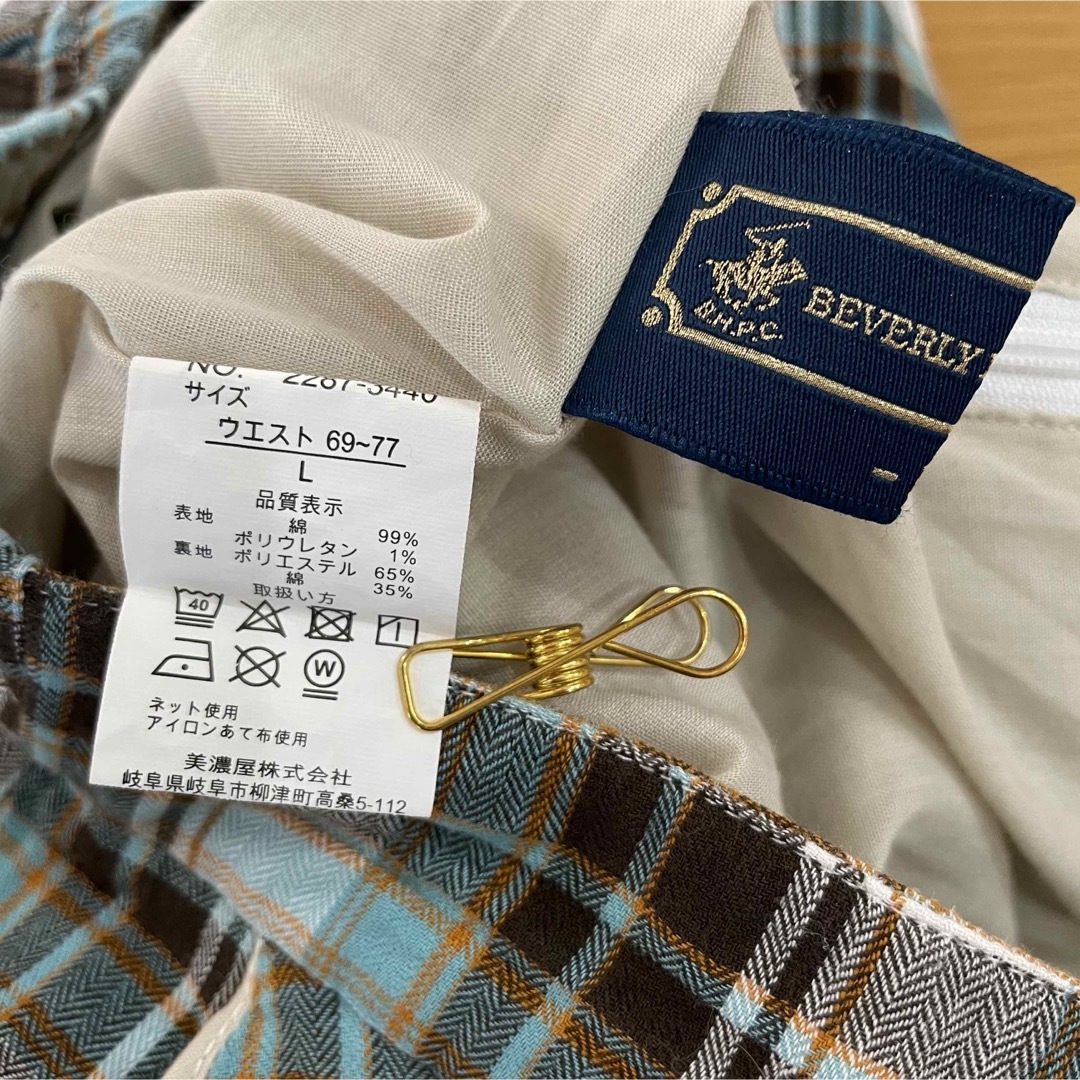 B.H.P.C.
BEVERLY
NO. 2287-3440
サイズ
ウエスト 69~77
L
品質表示
表地 綿 99%
ポリウレタン 1%
裏地 ポリエステル 65%
綿 35%
取扱い方
40
W
ネット使用
アイロンあて布使用
美濃屋株式会社
岐阜県岐阜市柳津町高桑5-112